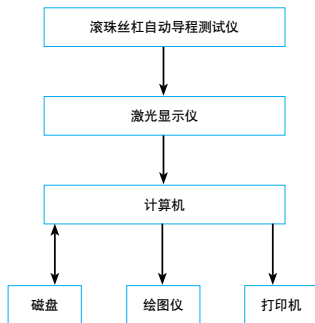 滚珠丝杠自动导程测试仪
激光显示仪
计算机
磁盘
绘图仪
打印机